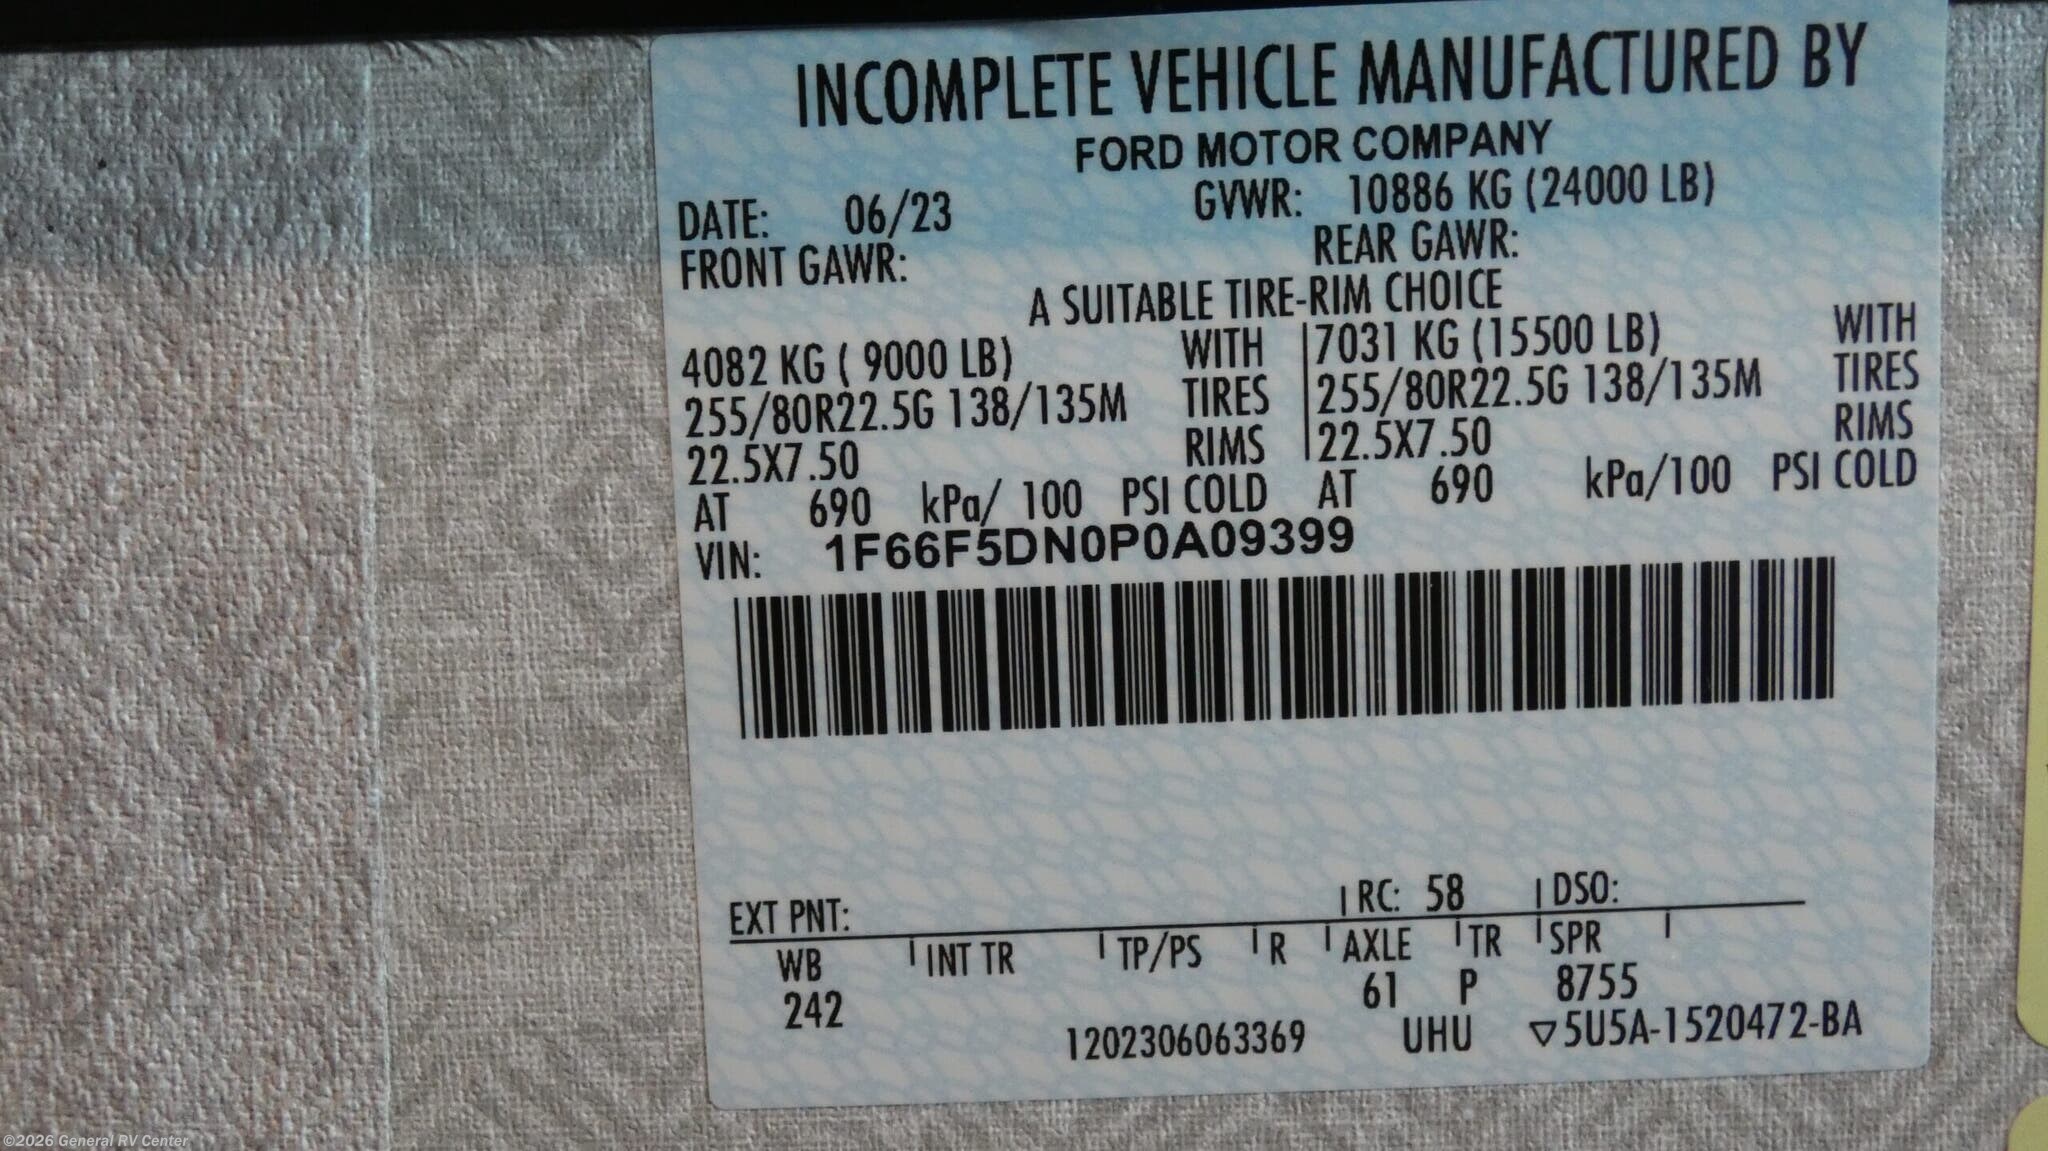 INCOMPLETE VEHICLE MANUFACTURED BY
FORD MOTOR COMPANY
DATE: 06/23 GVWR: 10886 KG (24000 LB)
FRONT GAWR: REAR GAWR:
A SUITABLE TIRE-RIM CHOICE
4082 KG ( 9000 LB) WITH 7031 KG (15500 LB) WITH
255/80R22.5G 138/135M TIRES 255/80R22.5G 138/135M TIRES
22.5X7.50 RIMS 22.5X7.50 RIMS
AT 690 kPa/ 100 PSI COLD AT 690 kPa/100 PSI COLD
VIN: 1F66F5DN0P0A09399
EXT PNT: RC: 58 DSO:
WB INT TR TP/PS R AXLE TR SPR
242 61 P 8755
1202306063369 UHU ▽5U5A-1520472-BA
©2026 General RV Center